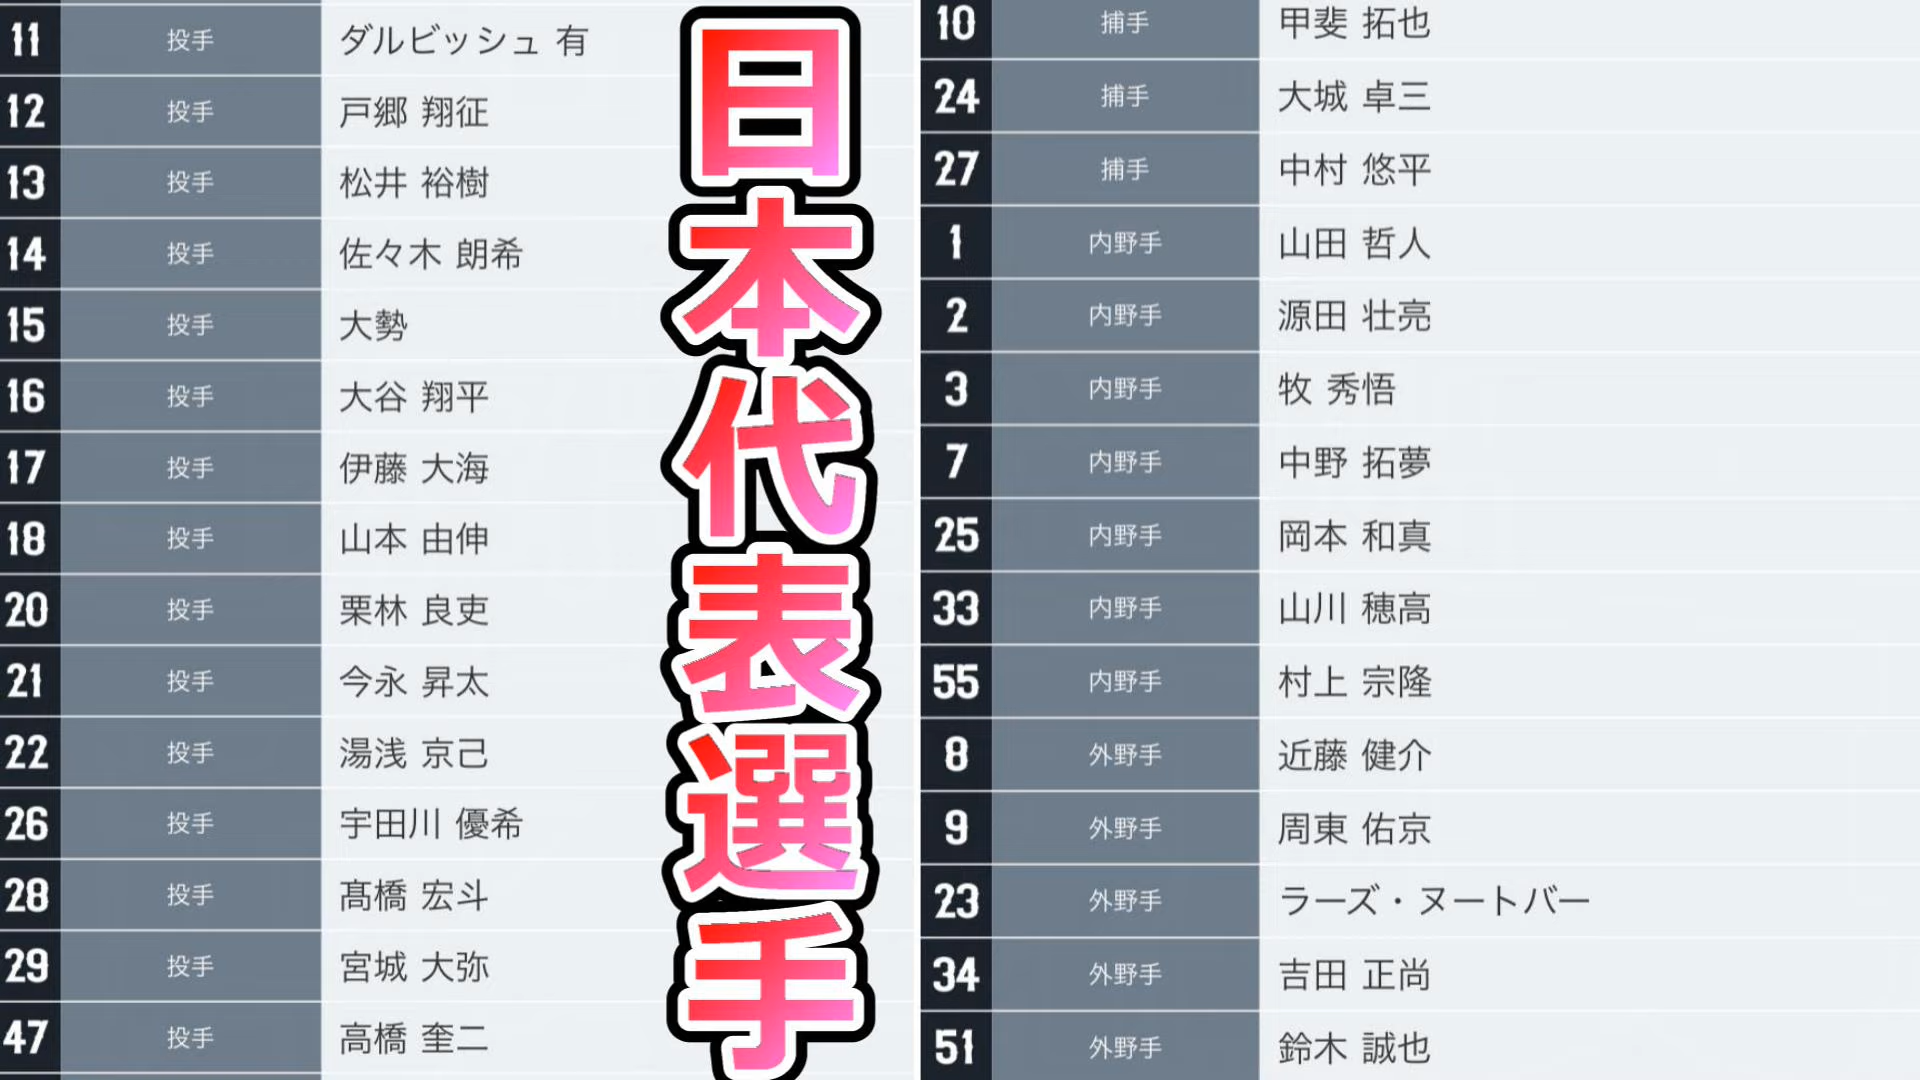 11 投手 ダルビッシュ 有
12 投手 戸郷 翔征
13 投手 松井 裕樹
14 投手 佐々木 朗希
15 投手 大勢
16 投手 大谷 翔平
17 投手 伊藤 大海
18 投手 山本 由伸
20 投手 栗林 良吏
21 投手 今永 昇太
22 投手 湯浅 京己
26 投手 宇田川 優希
28 投手 髙橋 宏斗
29 投手 宮城 大弥
47 投手 高橋 奎二
日本代表選手
10 捕手 甲斐 拓也
24 捕手 大城 卓三
27 捕手 中村 悠平
1 内野手 山田 哲人
2 内野手 源田 壮亮
3 内野手 牧 秀悟
7 内野手 中野 拓夢
25 内野手 岡本 和真
33 内野手 山川 穂高
55 内野手 村上 宗隆
8 外野手 近藤 健介
9 外野手 周東 佑京
23 外野手 ラーズ・ヌートバー
34 外野手 吉田 正尚
51 外野手 鈴木 誠也